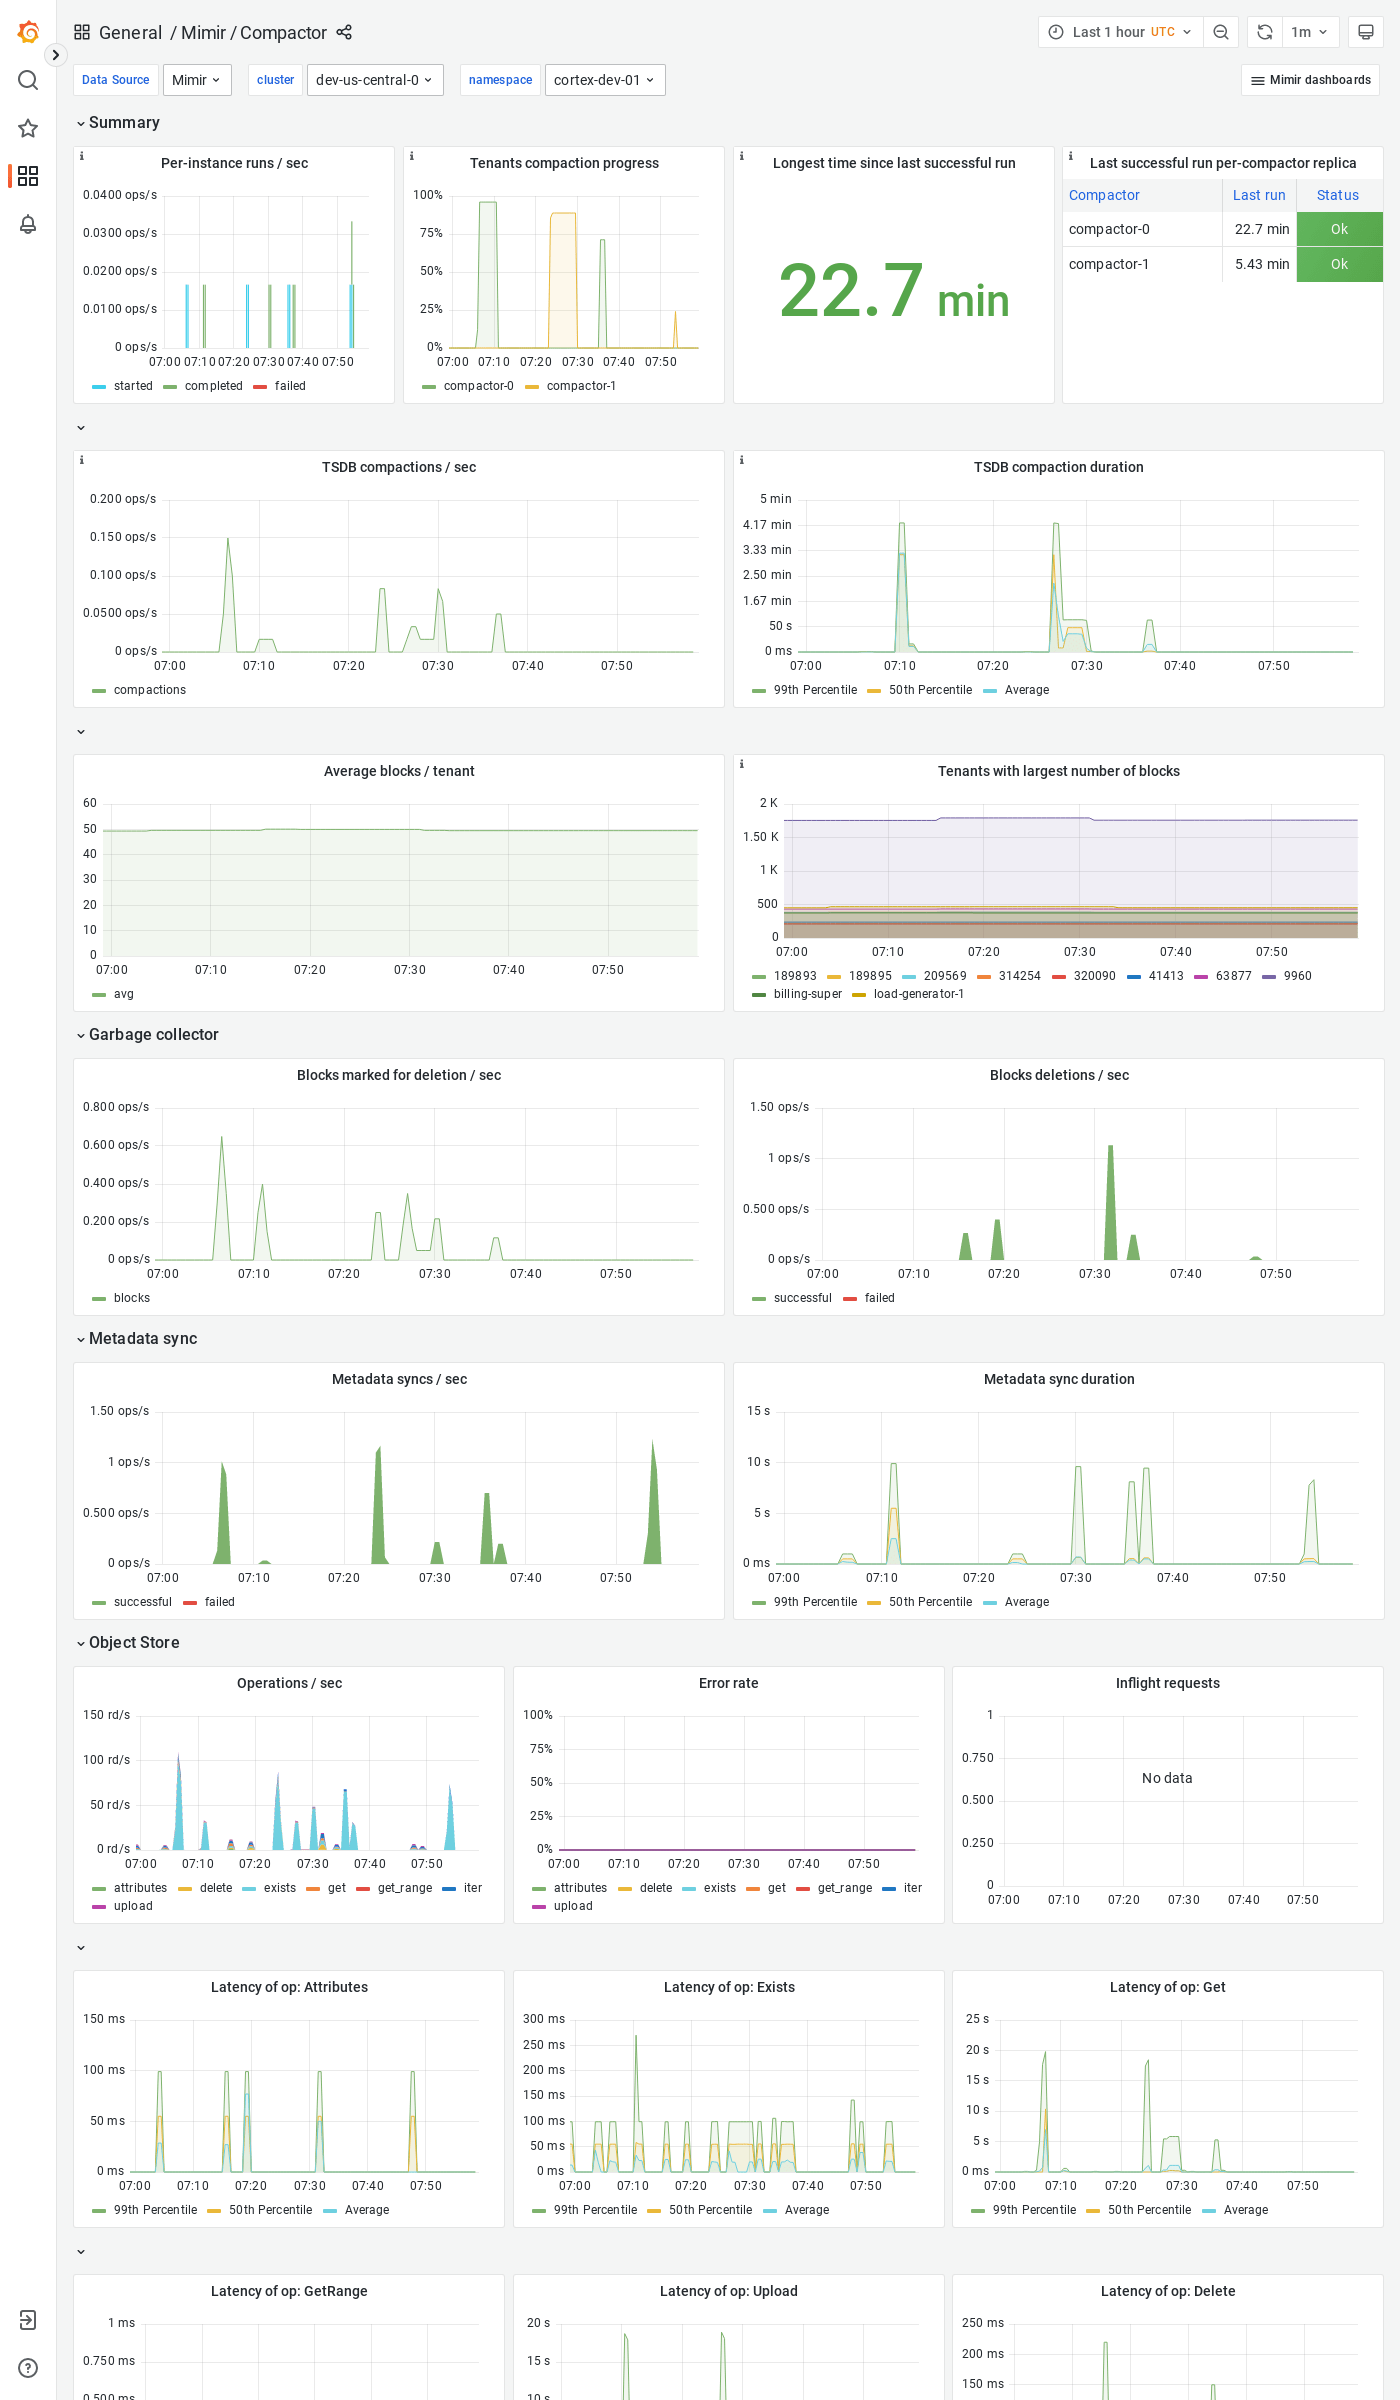 General / Mimir / Compactor
Last 1 hour UTC
1m
Data Source Mimir cluster dev-us-central-0 namespace cortex-dev-01
Mimir dashboards
Summary
Per-instance runs / sec
0.0400 ops/s
0.0300 ops/s
0.0200 ops/s
0.0100 ops/s
0 ops/s
07:00 07:10 07:20 07:30 07:40 07:50
started completed failed
Tenants compaction progress
100%
75%
50%
25%
0%
07:00 07:10 07:20 07:30 07:40 07:50
compactor-0 compactor-1
Longest time since last successful run
22.7 min
Last successful run per-compactor replica
Compactor Last run Status
compactor-0 22.7 min Ok
compactor-1 5.43 min Ok
TSDB compactions / sec
0.200 ops/s
0.150 ops/s
0.100 ops/s
0.0500 ops/s
0 ops/s
07:00 07:10 07:20 07:30 07:40 07:50
compactions
TSDB compaction duration
5 min
4.17 min
3.33 min
2.50 min
1.67 min
50 s
0 ms
07:00 07:10 07:20 07:30 07:40 07:50
99th Percentile 50th Percentile Average
Average blocks / tenant
60
50
40
30
20
10
0
07:00 07:10 07:20 07:30 07:40 07:50
avg
Tenants with largest number of blocks
2 K
1.50 K
1 K
500
0
07:00 07:10 07:20 07:30 07:40 07:50
189893 189895 209569 314254 320090 41413 63877 9960
billing-super load-generator-1
Garbage collector
Blocks marked for deletion / sec
0.800 ops/s
0.600 ops/s
0.400 ops/s
0.200 ops/s
0 ops/s
07:00 07:10 07:20 07:30 07:40 07:50
blocks
Blocks deletions / sec
1.50 ops/s
1 ops/s
0.500 ops/s
0 ops/s
07:00 07:10 07:20 07:30 07:40 07:50
successful failed
Metadata sync
Metadata syncs / sec
1.50 ops/s
1 ops/s
0.500 ops/s
0 ops/s
07:00 07:10 07:20 07:30 07:40 07:50
successful failed
Metadata sync duration
15 s
10 s
5 s
0 ms
07:00 07:10 07:20 07:30 07:40 07:50
99th Percentile 50th Percentile Average
Object Store
Operations / sec
150 rd/s
100 rd/s
50 rd/s
0 rd/s
07:00 07:10 07:20 07:30 07:40 07:50
attributes delete exists get get_range iter
upload
Error rate
100%
75%
50%
25%
0%
07:00 07:10 07:20 07:30 07:40 07:50
attributes delete exists get get_range iter
upload
Inflight requests
1
0.750
0.500
0.250
0
No data
07:00 07:10 07:20 07:30 07:40 07:50
Latency of op: Attributes
150 ms
100 ms
50 ms
0 ms
07:00 07:10 07:20 07:30 07:40 07:50
99th Percentile 50th Percentile Average
Latency of op: Exists
300 ms
250 ms
200 ms
150 ms
100 ms
50 ms
0 ms
07:00 07:10 07:20 07:30 07:40 07:50
99th Percentile 50th Percentile Average
Latency of op: Get
25 s
20 s
15 s
10 s
5 s
0 ms
07:00 07:10 07:20 07:30 07:40 07:50
99th Percentile 50th Percentile Average
Latency of op: GetRange
1 ms
0.750 ms
0.500 ms
Latency of op: Upload
20 s
15 s
10 s
Latency of op: Delete
250 ms
200 ms
150 ms